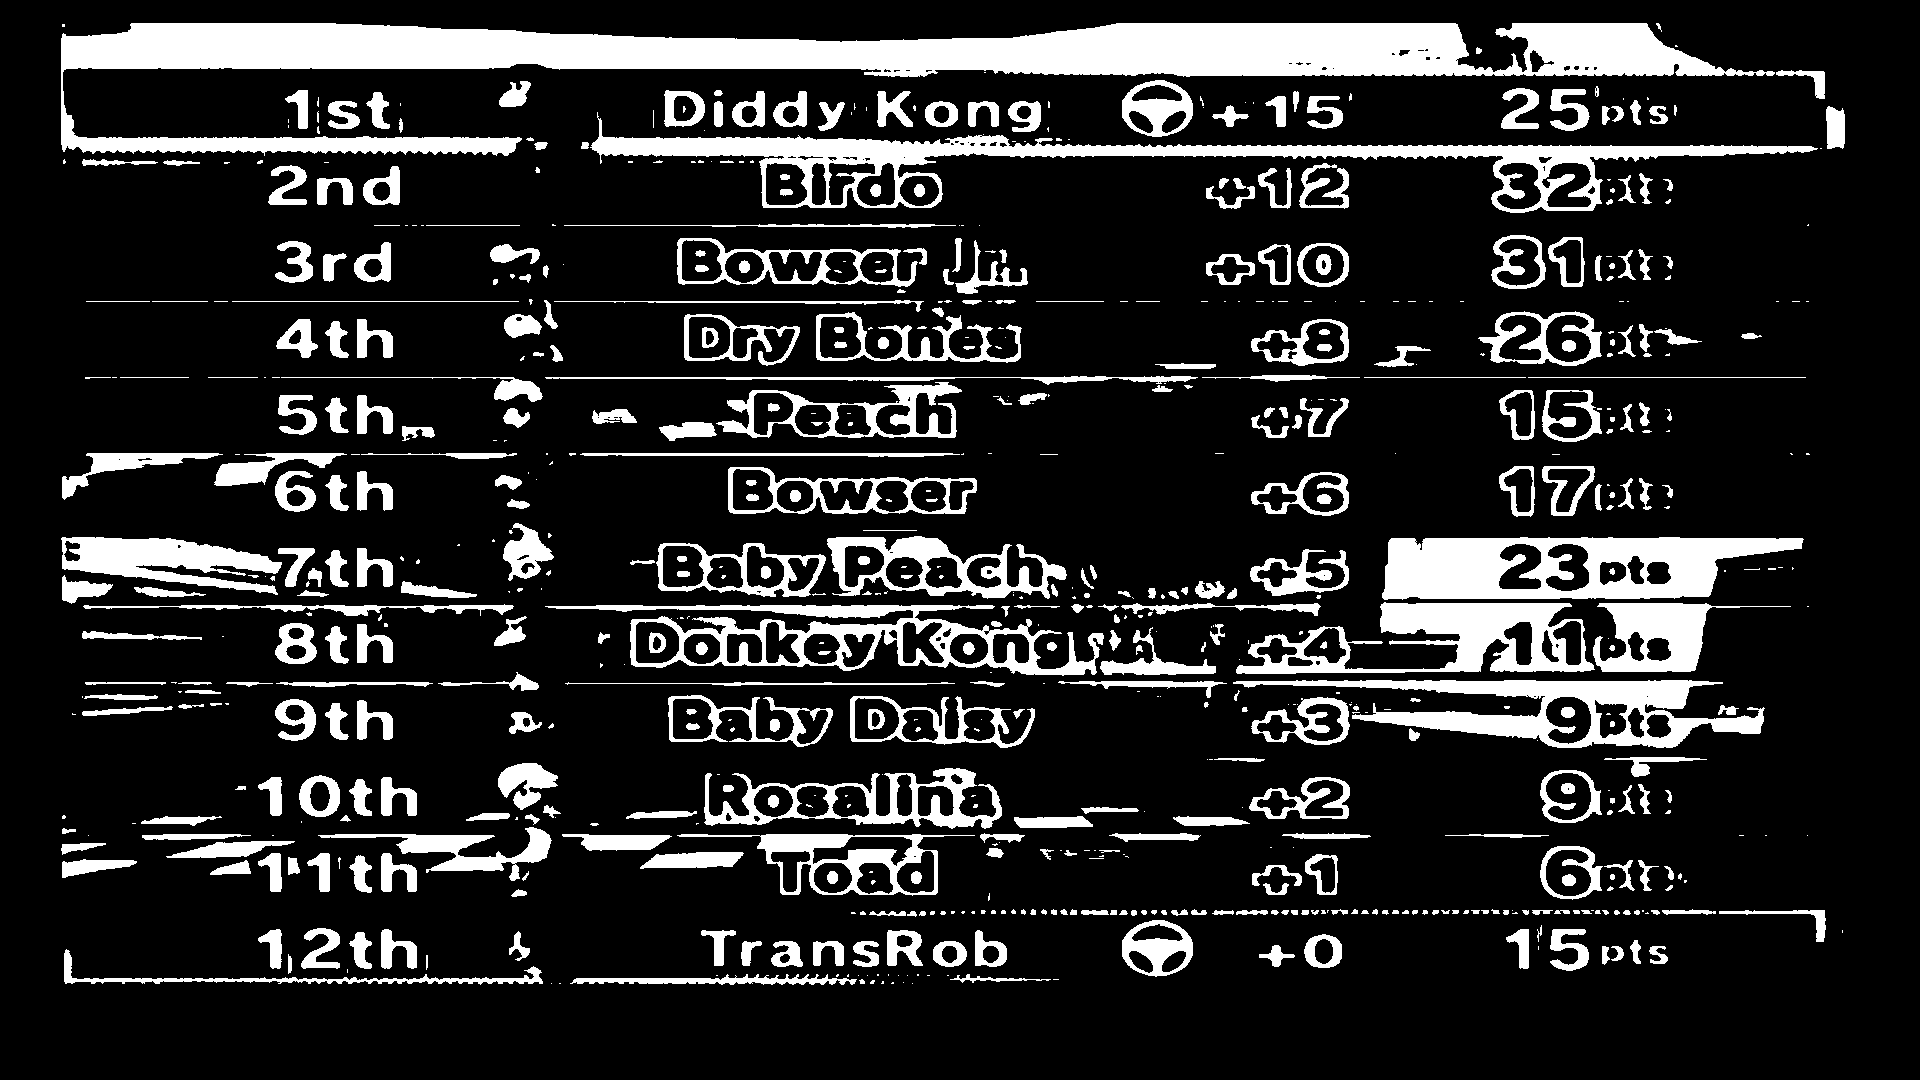 1st Diddy Kong +15 25pts
2nd Birdo +12 32pts
3rd Bowser Jr. +10 31pts
4th Dry Bones +8 26pts
5th Peach +7 15pts
6th Bowser +6 17pts
7th Baby Peach +5 23pts
8th Donkey Kong +4 11pts
9th Baby Daisy +3 9pts
10th Rosalina +2 9pts
11th Toad +1 6pts
12th TransRob +0 15pts